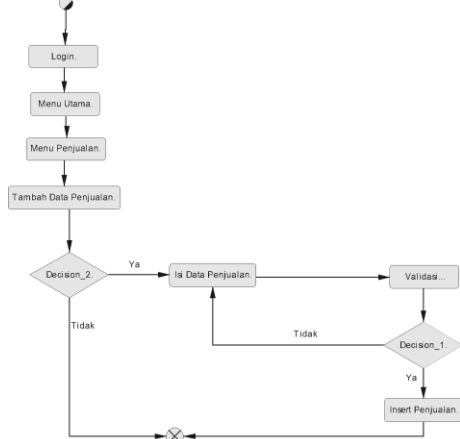 Login.
Menu Utama.
Menu Penjualan.
Tambah Data Penjualan.
Decision_2.
Ya
Isi Data Penjualan.
Validasi...
Tidak
Tidak
Decision_1.
Ya
Insert Penjualan.